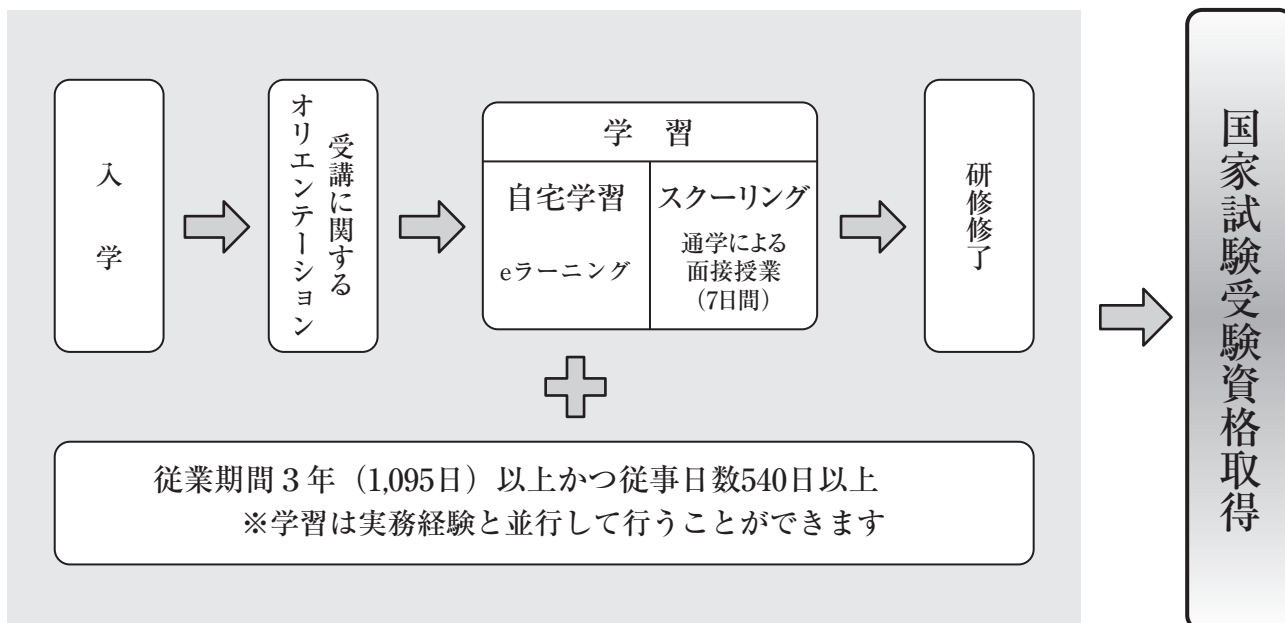 入学
受講に関する
オリエンテーション
学習
自宅学習
eラーニング
スクーリング
通学による
面接授業
（7日間）
研修修了
従業期間３年（1,095日）以上かつ従事日数540日以上
※学習は実務経験と並行して行うことができます
国家試験受験資格取得